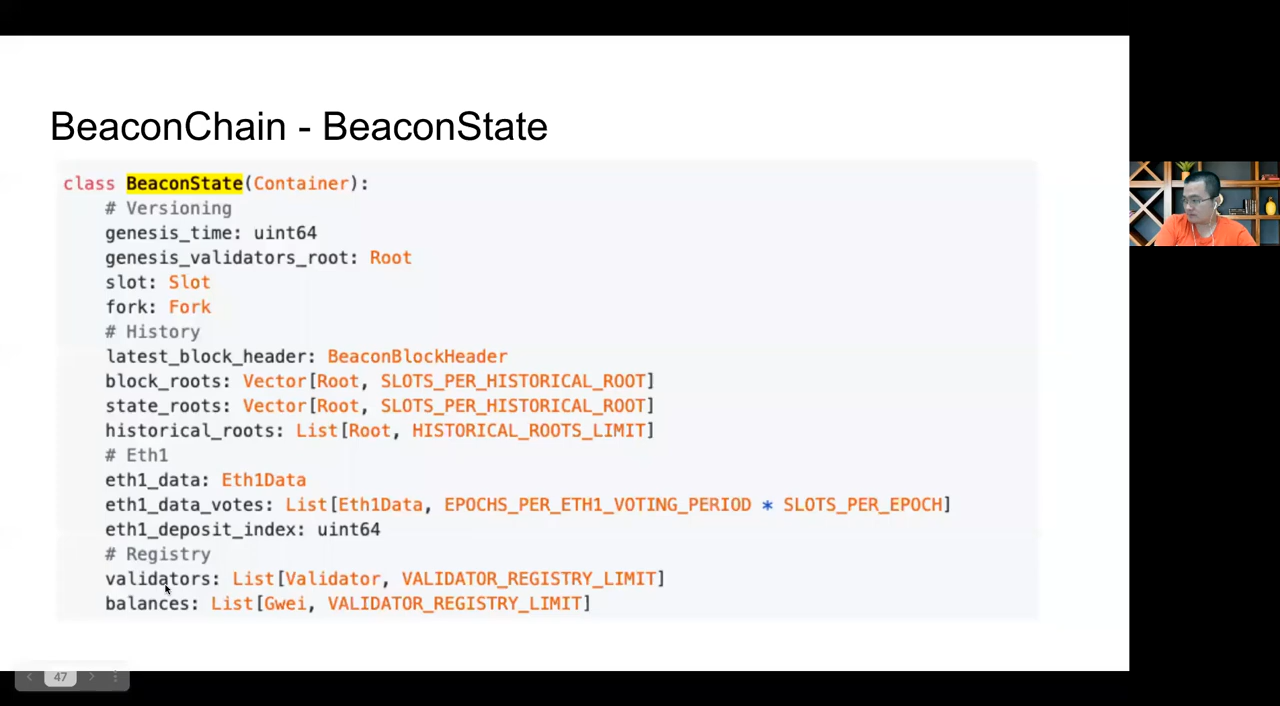 BeaconChain - BeaconState
class BeaconState(Container):
# Versioning
genesis_time: uint64
genesis_validators_root: Root
slot: Slot
fork: Fork
# History
latest_block_header: BeaconBlockHeader
block_roots: Vector[Root, SLOTS_PER_HISTORICAL_ROOT]
state_roots: Vector[Root, SLOTS_PER_HISTORICAL_ROOT]
historical_roots: List[Root, HISTORICAL_ROOTS_LIMIT]
# Eth1
eth1_data: Eth1Data
eth1_data_votes: List[Eth1Data, EPOCHS_PER_ETH1_VOTING_PERIOD * SLOTS_PER_EPOCH]
eth1_deposit_index: uint64
# Registry
validators: List[Validator, VALIDATOR_REGISTRY_LIMIT]
balances: List[Gwei, VALIDATOR_REGISTRY_LIMIT]
47